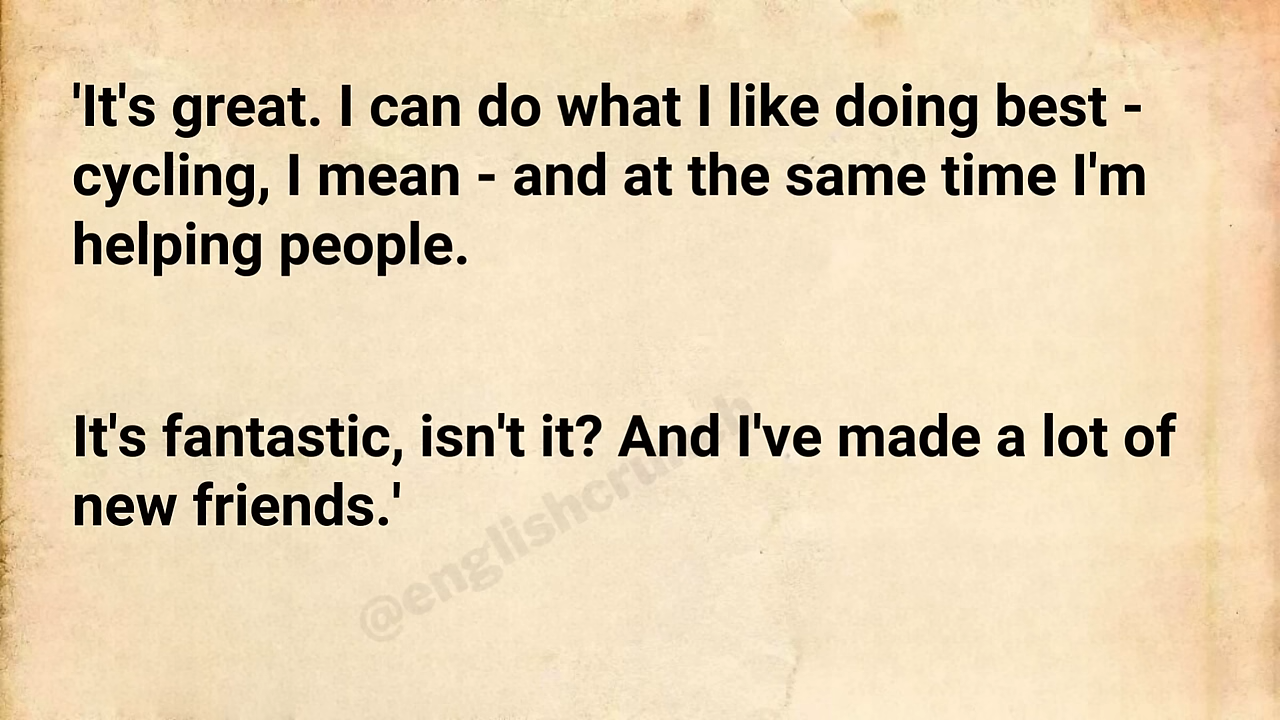 'It's great. I can do what I like doing best -
cycling, I mean - and at the same time I'm
helping people.
It's fantastic, isn't it? And I've made a lot of
new friends.'